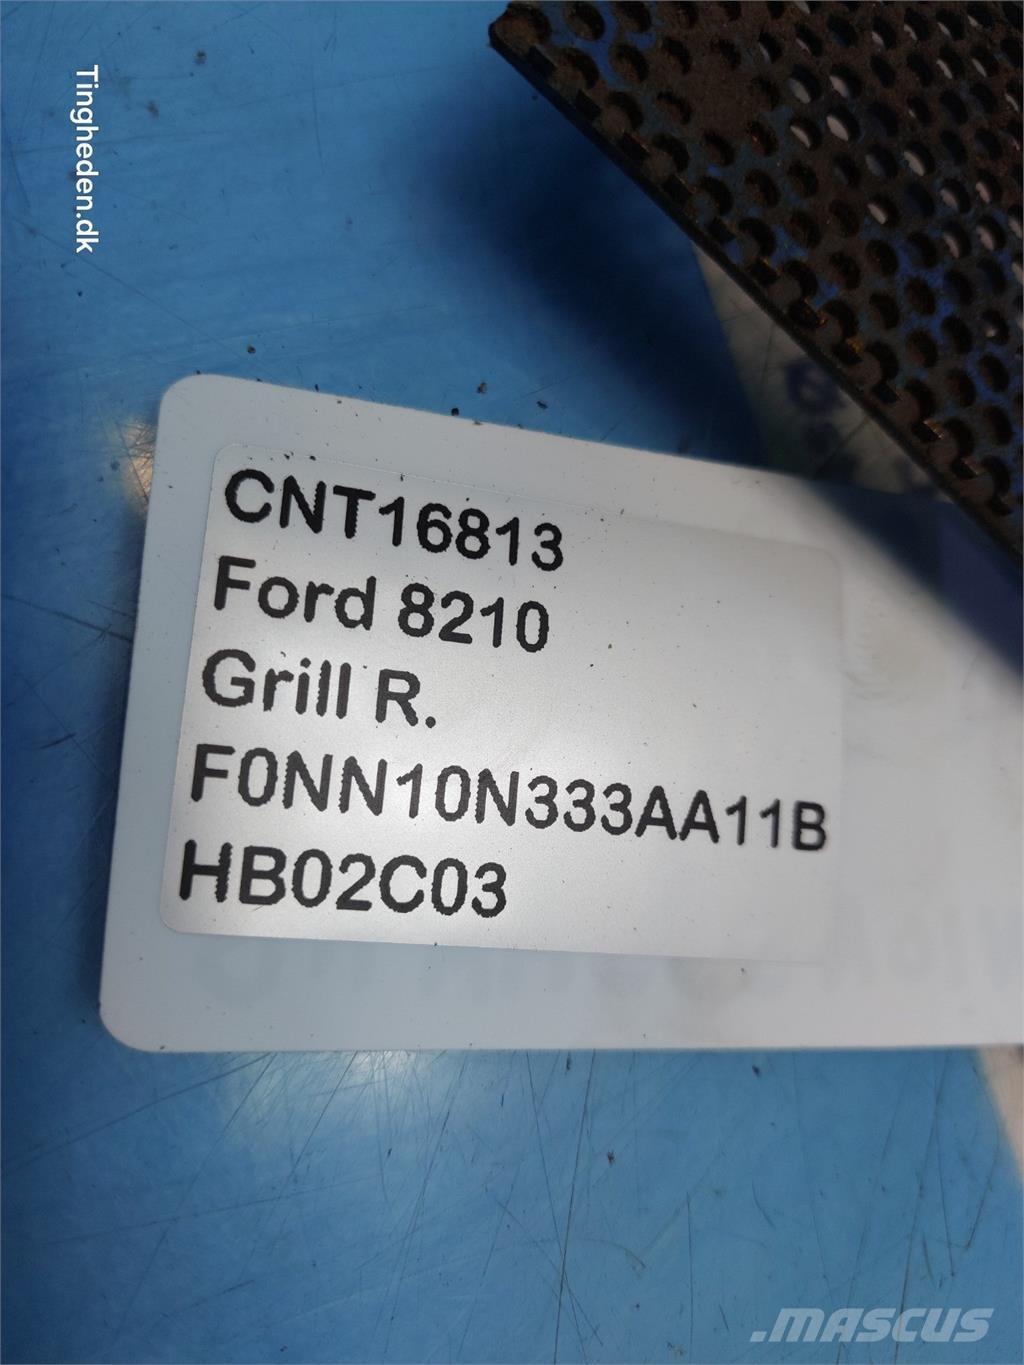 Tingheden.dk
CNT16813
Ford 8210
Grill R.
F0NN10N333AA11B
HB02C03
.MASCUS